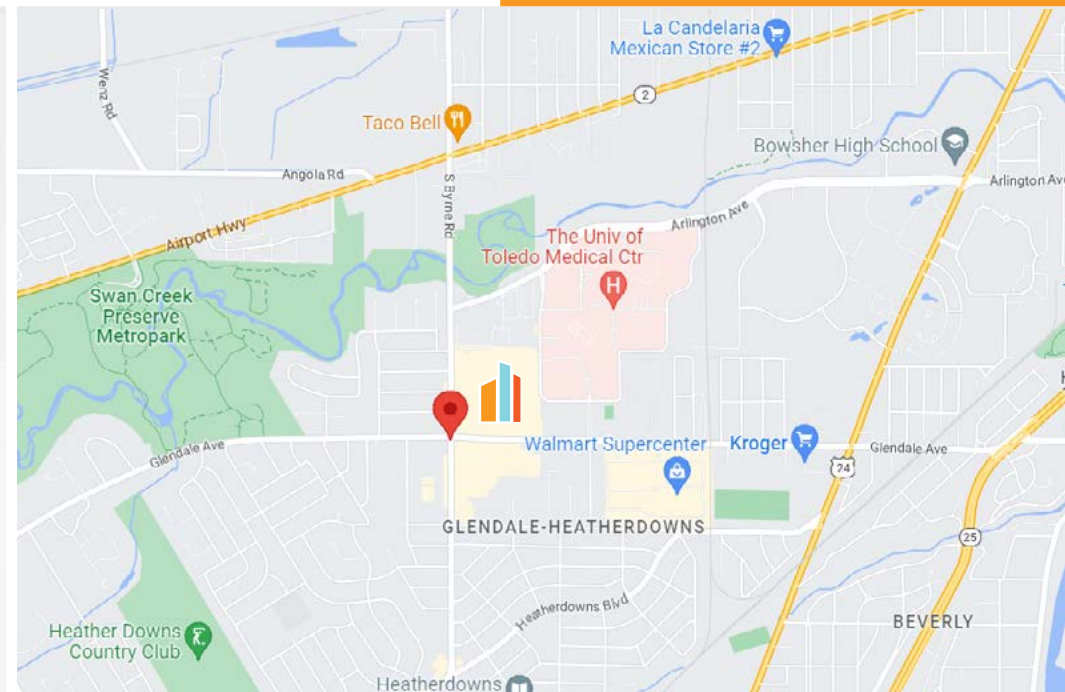 La Candelaria
Mexican Store #2
Wenz Rd
2
Taco Bell
Bowsher High School
Angola Rd
S Byrne Rd
Arlington Av
Arlington Ave
Airport Hwy
The Univ of
Toledo Medical Ctr
H
Swan Creek
Preserve
Metropark
Glendale Ave
Walmart Supercenter
Kroger
Glendale Ave
24
GLENDALE-HEATHERDOWNS
25
Heatherdowns Blvd
BEVERLY
Heather Downs
Country Club
Heatherdowns